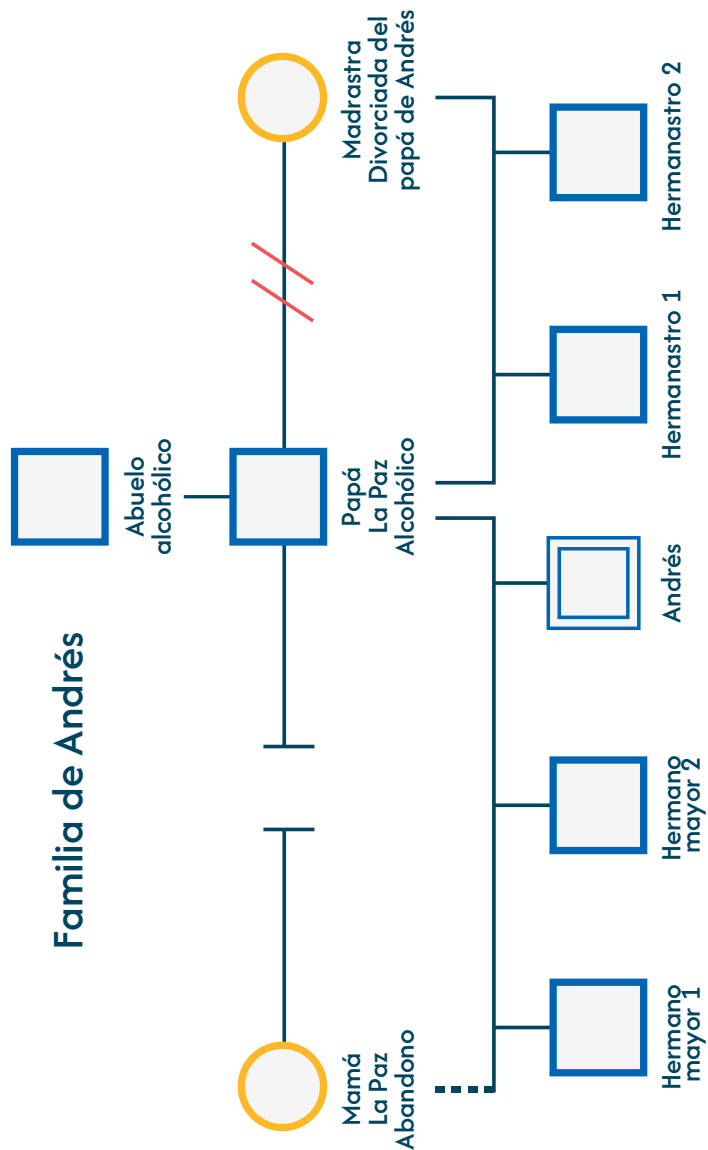 Familia de Andrés
Abuelo
alcohólico
Mamá
La Paz
Abandono
Papá
La Paz
Alcohólico
Madrastra
Divorciada del
papá de Andrés
Hermano
mayor 1
Hermano
mayor 2
Andrés
Hermanastro 1
Hermanastro 2